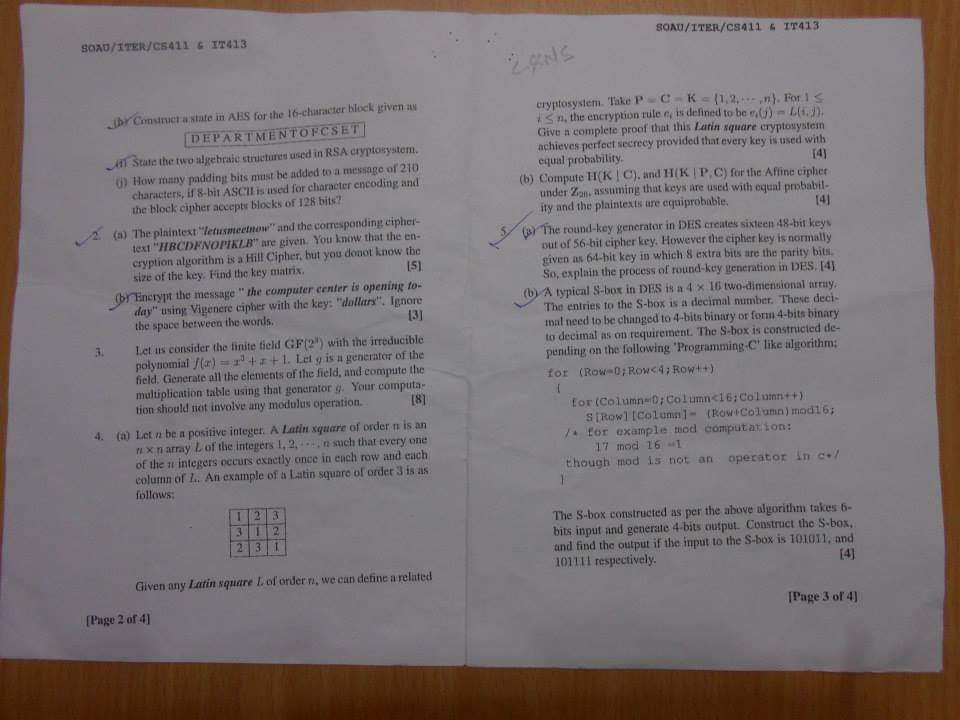 SOAU/ITER/CS411 & IT413
(h) Construct a state in AES for the 16-character block given as
DEPARTMENTOFCSET
(i) State the two algebraic structures used in RSA cryptosystem.
(j) How many padding bits must be added to a message of 210
characters, if 8-bit ASCII is used for character encoding and
the block cipher accepts blocks of 128 bits?
2. (a) The plaintext "letusmeetnow" and the corresponding cipher-
text "HBCDFNOPIKLB" are given. You know that the en-
cryption algorithm is a Hill Cipher, but you donot know the
size of the key. Find the key matrix. [5]
(b) Encrypt the message " the computer center is opening to-
day" using Vigenere cipher with the key: "dollars". Ignore
the space between the words. [3]
3. Let us consider the finite field GF(2³) with the irreducible
polynomial f(x) = x³ + x + 1. Let g is a generator of the
field. Generate all the elements of the field, and compute the
multiplication table using that generator g. Your computa-
tion should not involve any modulus operation. [8]
4. (a) Let n be a positive integer. A Latin square of order n is an
n × n array L of the integers 1, 2, ⋯, n such that every one
of the n integers occurs exactly once in each row and each
column of L. An example of a Latin square of order 3 is as
follows:
1 2 3
3 1 2
2 3 1
Given any Latin square L of order n, we can define a related
[Page 2 of 4]
SOAU/ITER/CS411 & IT413
cryptosystem. Take P = C = K = {1, 2, ⋯, n}. For 1 ≤
i ≤ n, the encryption rule eᵢ is defined to be eᵢ(j) = L(i, j).
Give a complete proof that this Latin square cryptosystem
achieves perfect secrecy provided that every key is used with
equal probability. [4]
(b) Compute H(K | C), and H(K | P, C) for the Affine cipher
under Z₂₆, assuming that keys are used with equal probabil-
ity and the plaintexts are equiprobable. [4]
5. (a) The round-key generator in DES creates sixteen 48-bit keys
out of 56-bit cipher key. However the cipher key is normally
given as 64-bit key in which 8 extra bits are the parity bits.
So, explain the process of round-key generation in DES. [4]
(b) A typical S-box in DES is a 4 × 16 two-dimensional array.
The entries to the S-box is a decimal number. These deci-
mal need to be changed to 4-bits binary or form 4-bits binary
to decimal as on requirement. The S-box is constructed de-
pending on the following 'Programming-C' like algorithm;
for (Row=0; Row<4; Row++)
{
for(Column=0; Column<16; Column++)
S[Row][Column]= (Row+Column)mod16;
/* for example mod computation:
17 mod 16 =1
though mod is not an operator in c*/
}
The S-box constructed as per the above algorithm takes 6-
bits input and generate 4-bits output. Construct the S-box,
and find the output if the input to the S-box is 101011, and
101111 respectively. [4]
[Page 3 of 4]